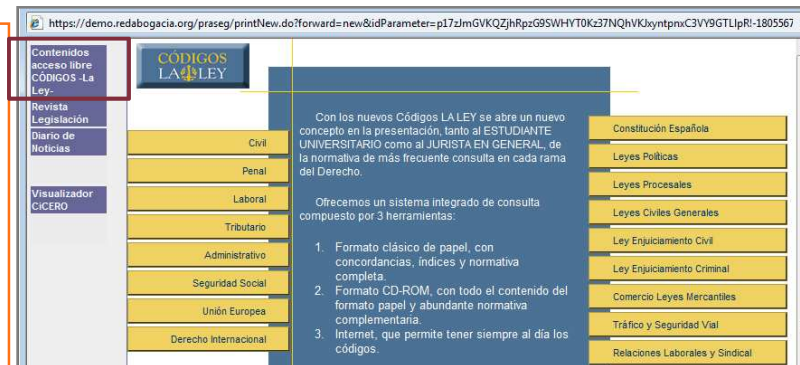 https://demo.redabogacia.org/praseg/printNew.do?forward=new&idParameter=p17zJmGVKQZjhRpzG9SWHYT0Kz37NQhVKJxyntpnxC3VY9GTLlpR!-1805567
Contenidos
acceso libre
CÓDIGOS -La
Ley-
Revista
Legislación
Diario de
Noticias
Visualizador
CiCERO
CÓDIGOS
LA LEY
Civil
Penal
Laboral
Tributario
Administrativo
Seguridad Social
Unión Europea
Derecho Internacional
Con los nuevos Códigos LA LEY se abre un nuevo
concepto en la presentación, tanto al ESTUDIANTE
UNIVERSITARIO como al JURISTA EN GENERAL, de
la normativa de más frecuente consulta en cada rama
del Derecho.
Ofrecemos un sistema integrado de consulta
compuesto por 3 herramientas:
1. Formato clásico de papel, con
concordancias, índices y normativa
completa.
2. Formato CD-ROM, con todo el contenido del
formato papel y abundante normativa
complementaria.
3. Internet, que permite tener siempre al día los
códigos.
Constitución Española
Leyes Políticas
Leyes Procesales
Leyes Civiles Generales
Ley Enjuiciamiento Civil
Ley Enjuiciamiento Criminal
Comercio Leyes Mercantiles
Tráfico y Seguridad Vial
Relaciones Laborales y Sindical